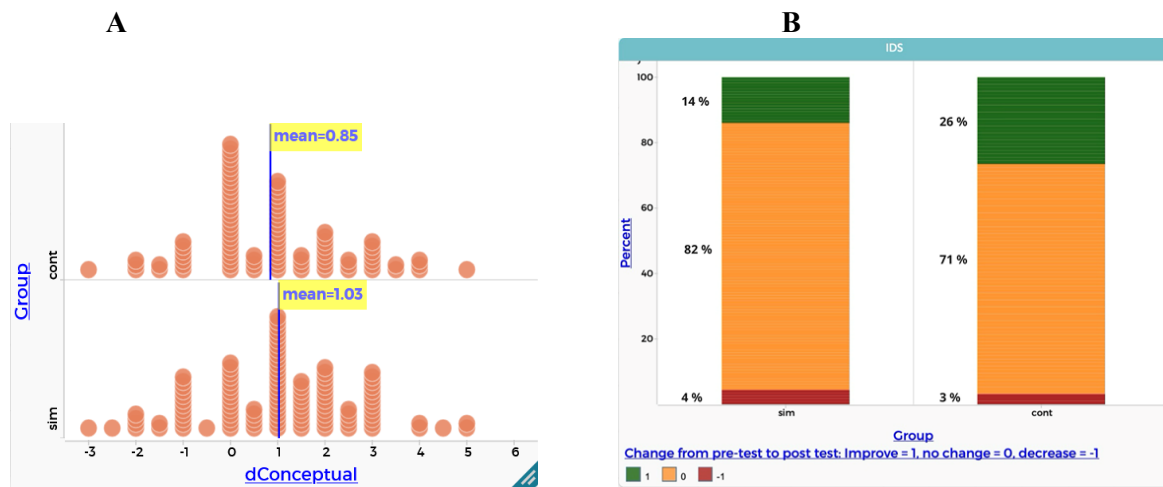 A
mean=0.85
cont
mean=1.03
sim
Group
-3 -2 -1 0 1 2 3 4 5 6
dConceptual
B
IDS
100
80
60
40
20
Percent
14 %
82 %
4 %
26 %
71 %
3 %
sim cont
Group
Change from pre-test to post test: Improve = 1, no change = 0, decrease = -1
1 0 -1